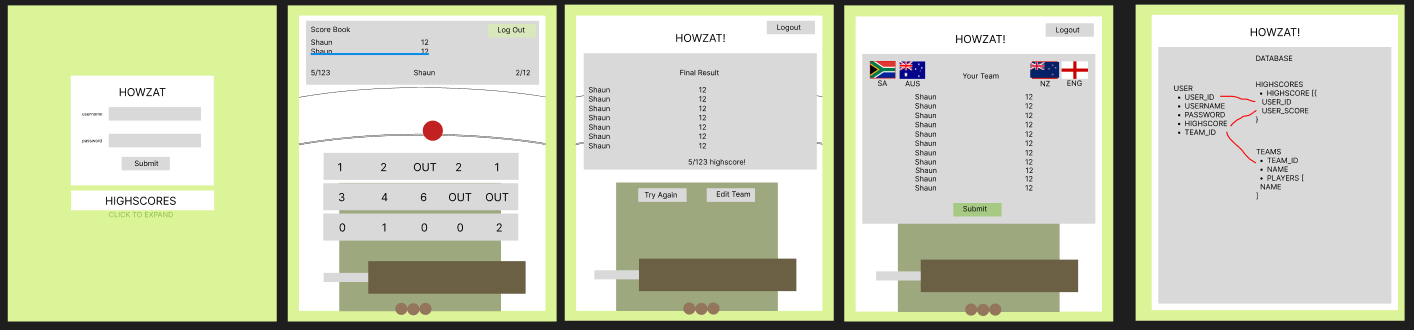 HOWZAT
username
password
Submit
HIGHSCORES
CLICK TO EXPAND
Score Book
Log Out
Shaun 12
Shaun 12
5/123 Shaun 2/12
1 2 OUT 2 1
3 4 6 OUT OUT
0 1 0 0 2
Logout
HOWZAT!
Final Result
Shaun 12
Shaun 12
Shaun 12
Shaun 12
Shaun 12
Shaun 12
Shaun 12
5/123 highscore!
Try Again Edit Team
Logout
HOWZAT!
Your Team
SA AUS NZ ENG
Shaun 12
Shaun 12
Shaun 12
Shaun 12
Shaun 12
Shaun 12
Shaun 12
Shaun 12
Shaun 12
Shaun 12
Shaun 12
Submit
HOWZAT!
DATABASE
USER
• USER_ID
• USERNAME
• PASSWORD
• HIGHSCORE
• TEAM_ID
HIGHSCORES
• HIGHSCORE [{
USER_ID
USER_SCORE
}
TEAMS
• TEAM_ID
• NAME
• PLAYERS [
NAME
}